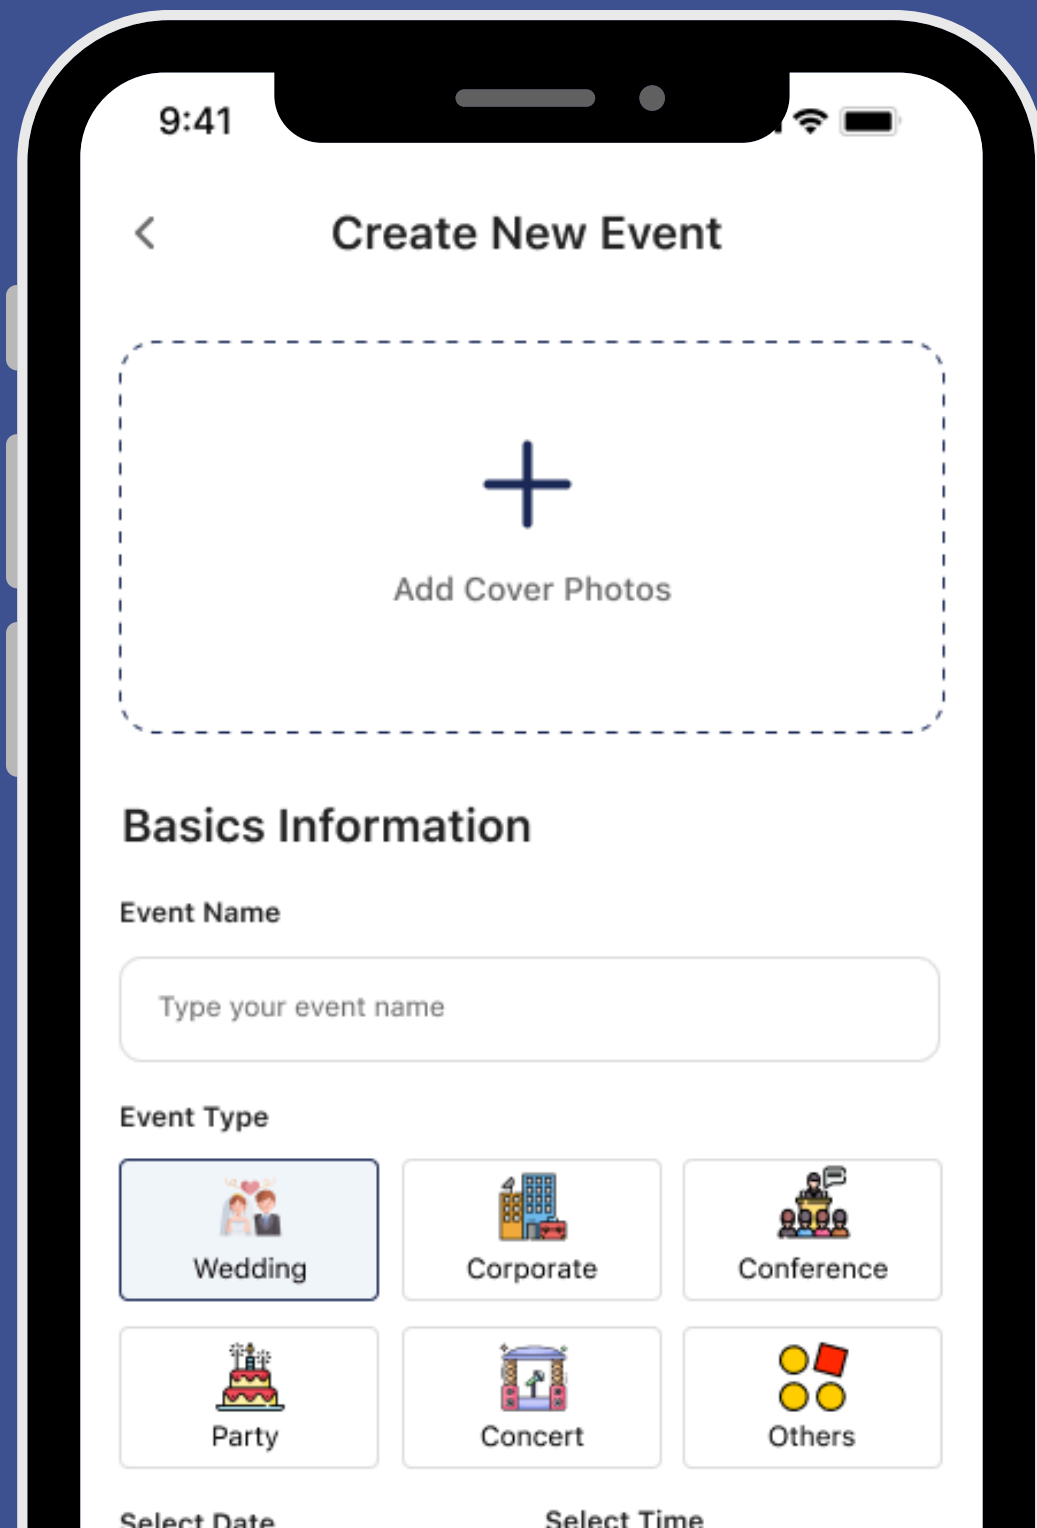 9:41
Create New Event
Add Cover Photos
Basics Information
Event Name
Type your event name
Event Type
Wedding
Corporate
Conference
Party
Concert
Others
Select Date
Select Time